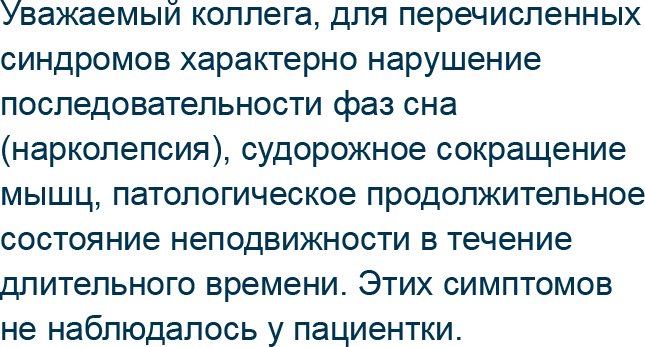 Уважаемый коллега, для перечисленных
синдромов характерно нарушение
последовательности фаз сна
(нарколепсия), судорожное сокращение
мышц, патологическое продолжительное
состояние неподвижности в течение
длительного времени. Этих симптомов
не наблюдалось у пациентки.